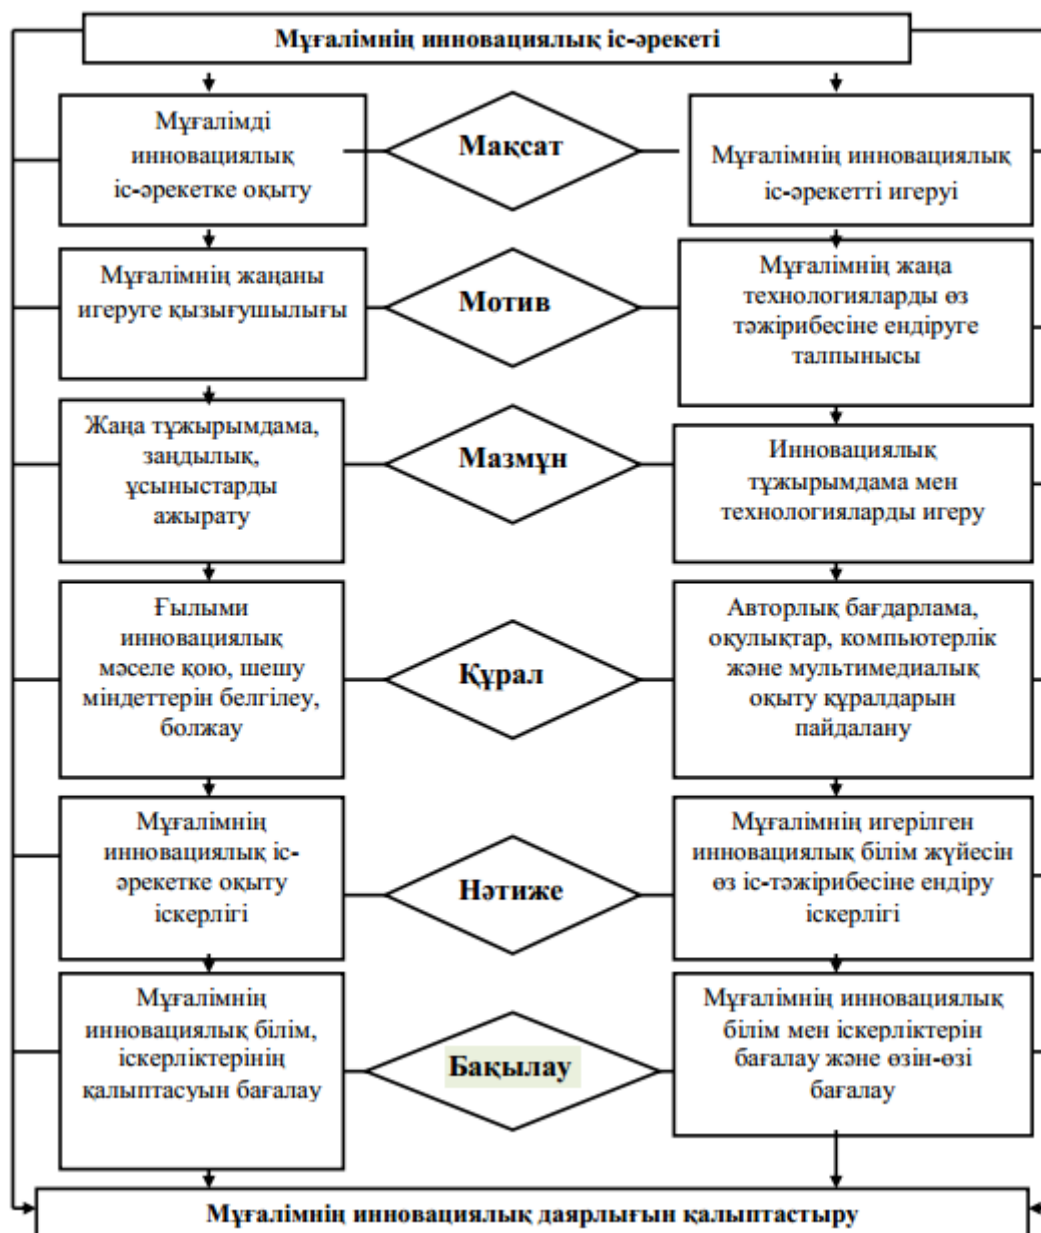 Мұғалімнің инновациялық іс-әрекеті
Мұғалімді
инновациялық
іс-әрекетке оқыту
Мақсат
Мұғалімнің инновациялық
іс-әрекетті игеруі
Мұғалімнің жаңаны
игеруге қызығушылығы
Мотив
Мұғалімнің жаңа
технологияларды өз
тәжірибесіне ендіруге
талпынысы
Жаңа тұжырымдама,
заңдылық,
ұсыныстарды
ажырату
Мазмұн
Инновациялық
тұжырымдама мен
технологияларды игеру
Ғылыми
инновациялық
мәселе қою, шешу
міндеттерін белгілеу,
болжау
Құрал
Авторлық бағдарлама,
оқулықтар, компьютерлік
және мультимедиалық
оқыту құралдарын
пайдалану
Мұғалімнің
инновациялық іс-
әрекетке оқыту
іскерлігі
Нәтиже
Мұғалімнің игерілген
инновациялық білім жүйесін
өз іс-тәжірибесіне ендіру
іскерлігі
Мұғалімнің
инновациялық білім,
іскерліктерінің
қалыптасуын бағалау
Бақылау
Мұғалімнің инновациялық
білім мен іскерліктерін
бағалау және өзін-өзі
бағалау
Мұғалімнің инновациялық даярлығын қалыптастыру